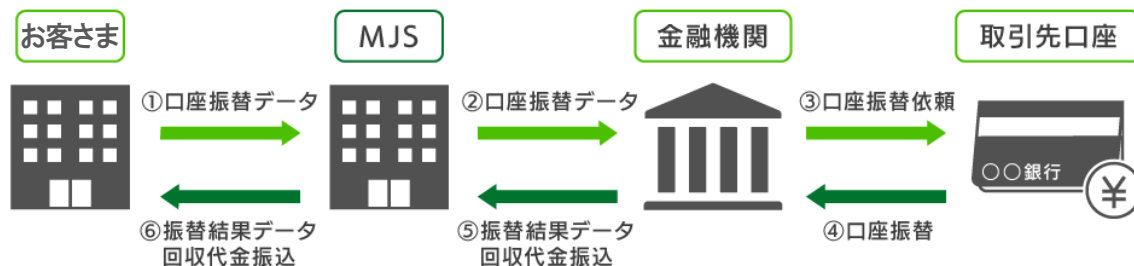 お客さま
MJS
金融機関
取引先口座
①口座振替データ
②口座振替データ
③口座振替依頼
〇〇銀行
¥
⑥振替結果データ
回収代金振込
⑤振替結果データ
回収代金振込
④口座振替